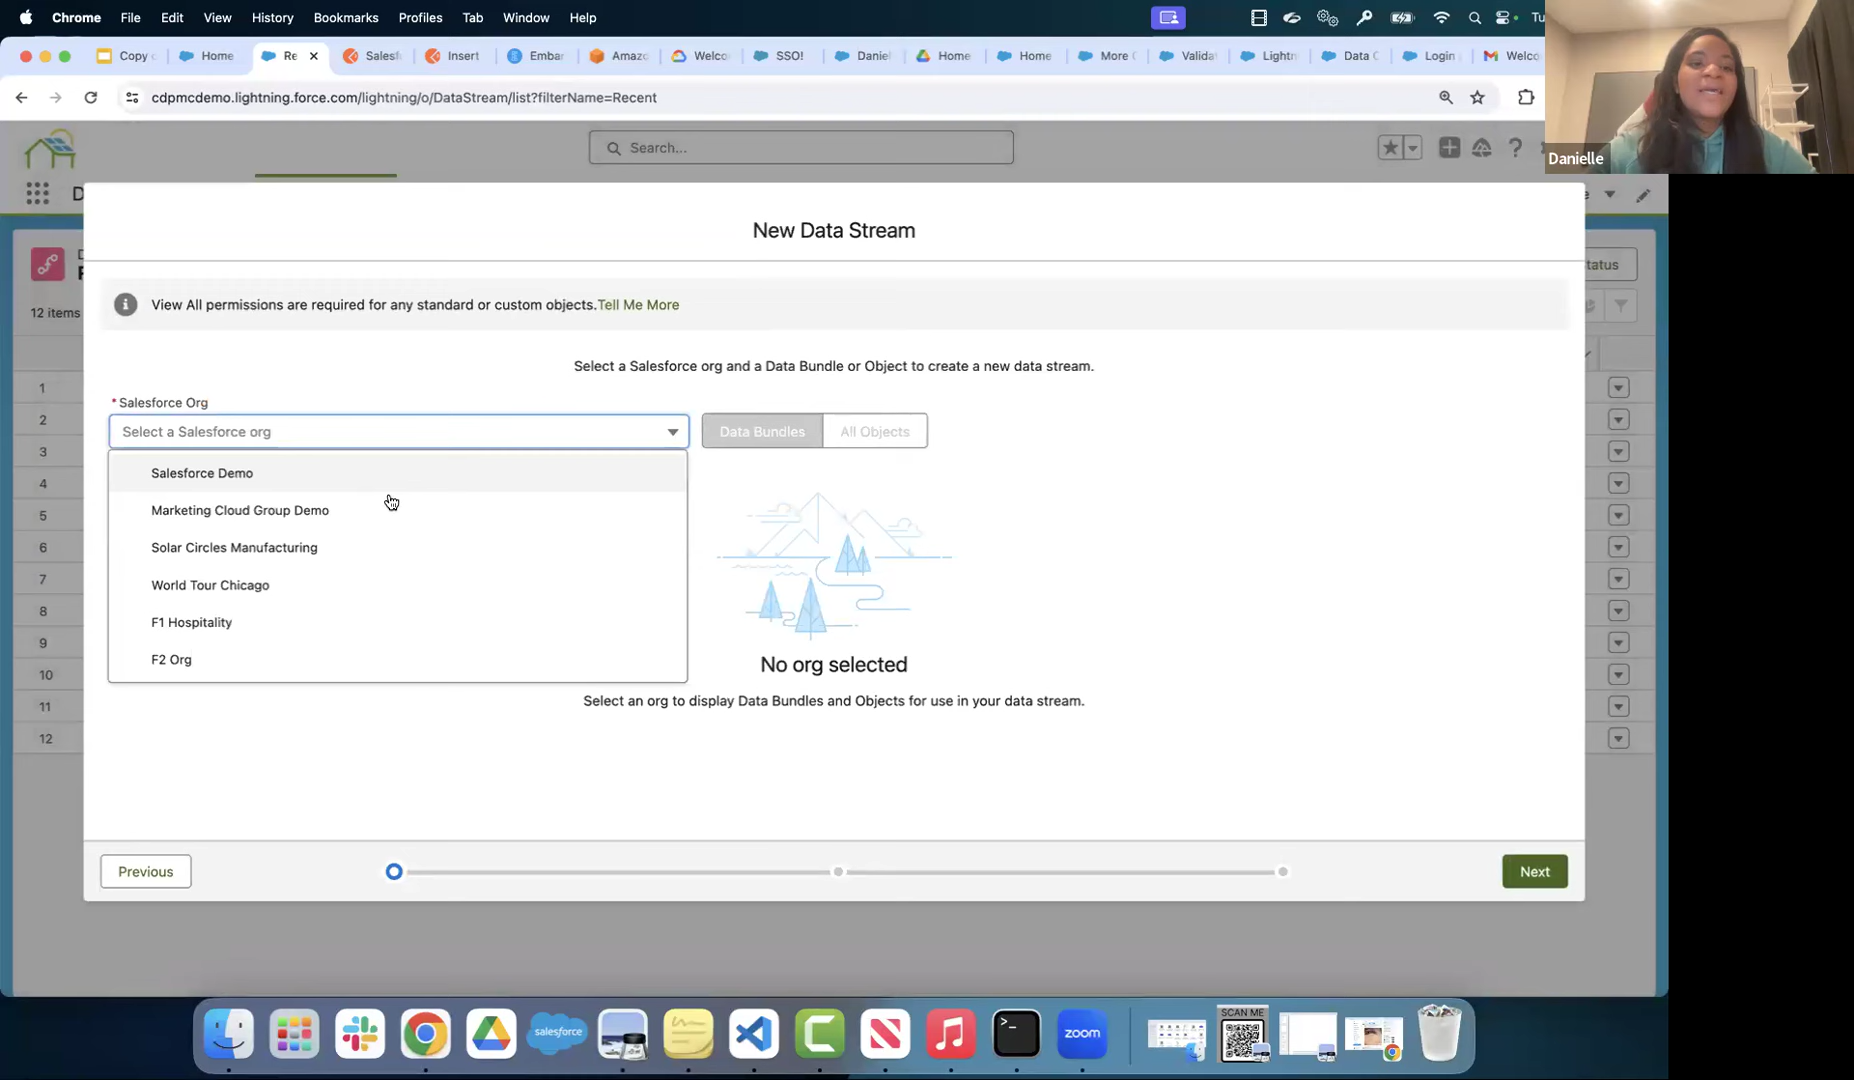 Chrome File Edit View History Bookmarks Profiles Tab Window Help Tu
Copy Home Re Salesf Insert Embar Amazo Welco SSO! Daniel Home Home More Validat Lightn Data C Login Welco
cdpmcdemo.lightning.force.com/lightning/o/DataStream/list?filterName=Recent
Danielle
Search...
New Data Stream
tatus
12 items
View All permissions are required for any standard or custom objects.Tell Me More
Select a Salesforce org and a Data Bundle or Object to create a new data stream.
* Salesforce Org
Select a Salesforce org
Data Bundles All Objects
Salesforce Demo
Marketing Cloud Group Demo
Solar Circles Manufacturing
World Tour Chicago
F1 Hospitality
F2 Org
1
2
3
4
5
6
7
8
9
10
11
12
No org selected
Select an org to display Data Bundles and Objects for use in your data stream.
Previous
Next
salesforce
zoom
SCAN ME